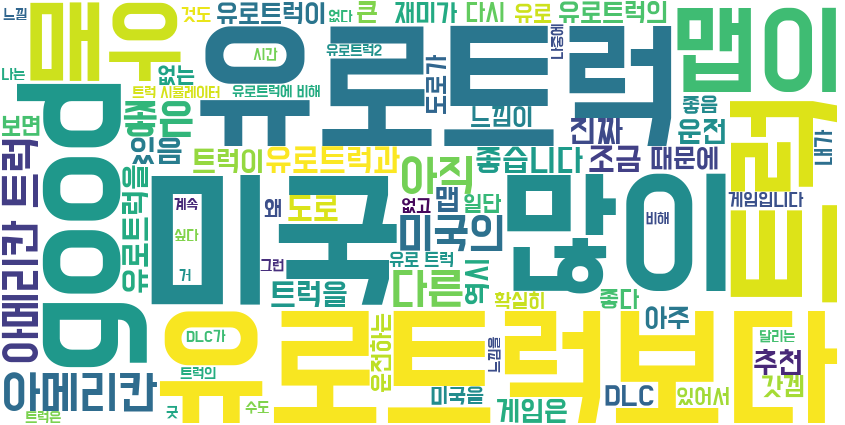 느낄
매우
것도
유로트럭이
없다
큰
재미가
다시
유로
유로트럭의
맵이
나는
시간
유로트럭2
나중에
없는
트럭 시뮬레이터
유로트럭에 비해
도로가
유로트럭
좋음
보면
good
좋은
있음
느낌이
진짜
운전
트럭
내가
아메리칸 트럭
트럭이
유로트럭과
아직
좋습니다
조금
때문에
유로트럭을
미국
계속
싶다
거
왜
도로
없고
맵
일단
많이
비해
게임입니다
미국의
그런
유로 트럭
역시
트럭을
다른
확실히
좋다
아주
DLC가
유로트럭보다
운전하는
느낌을
달리는
추천
트럭의
아메리칸
미국을
DLC
있어서
갓겜
트럭은
굿
수도
게임은